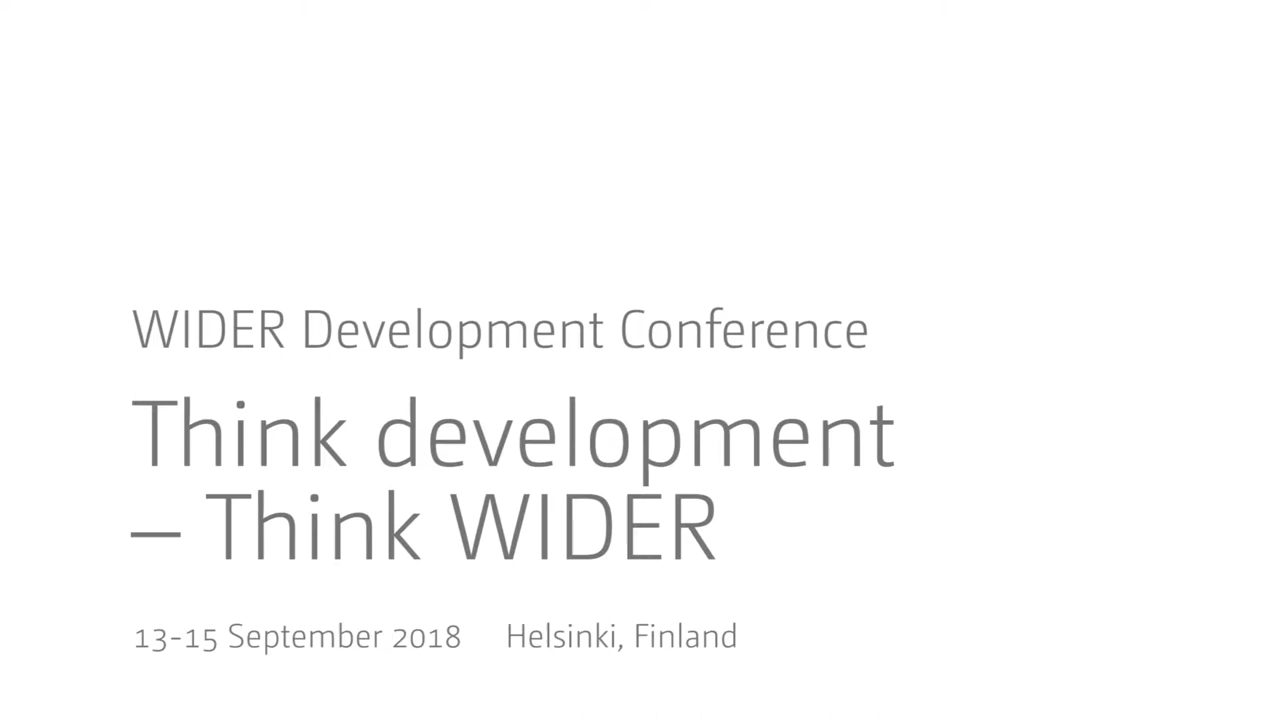 WIDER Development Conference
Think development
– Think WIDER
13-15 September 2018 Helsinki, Finland